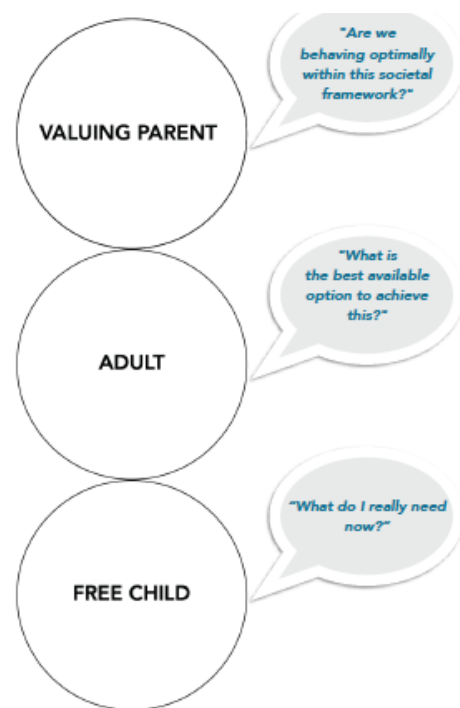 "Are we
behaving optimally
within this societal
framework?"
VALUING PARENT
"What is
the best available
option to achieve
this?"
ADULT
"What do I really need
now?"
FREE CHILD